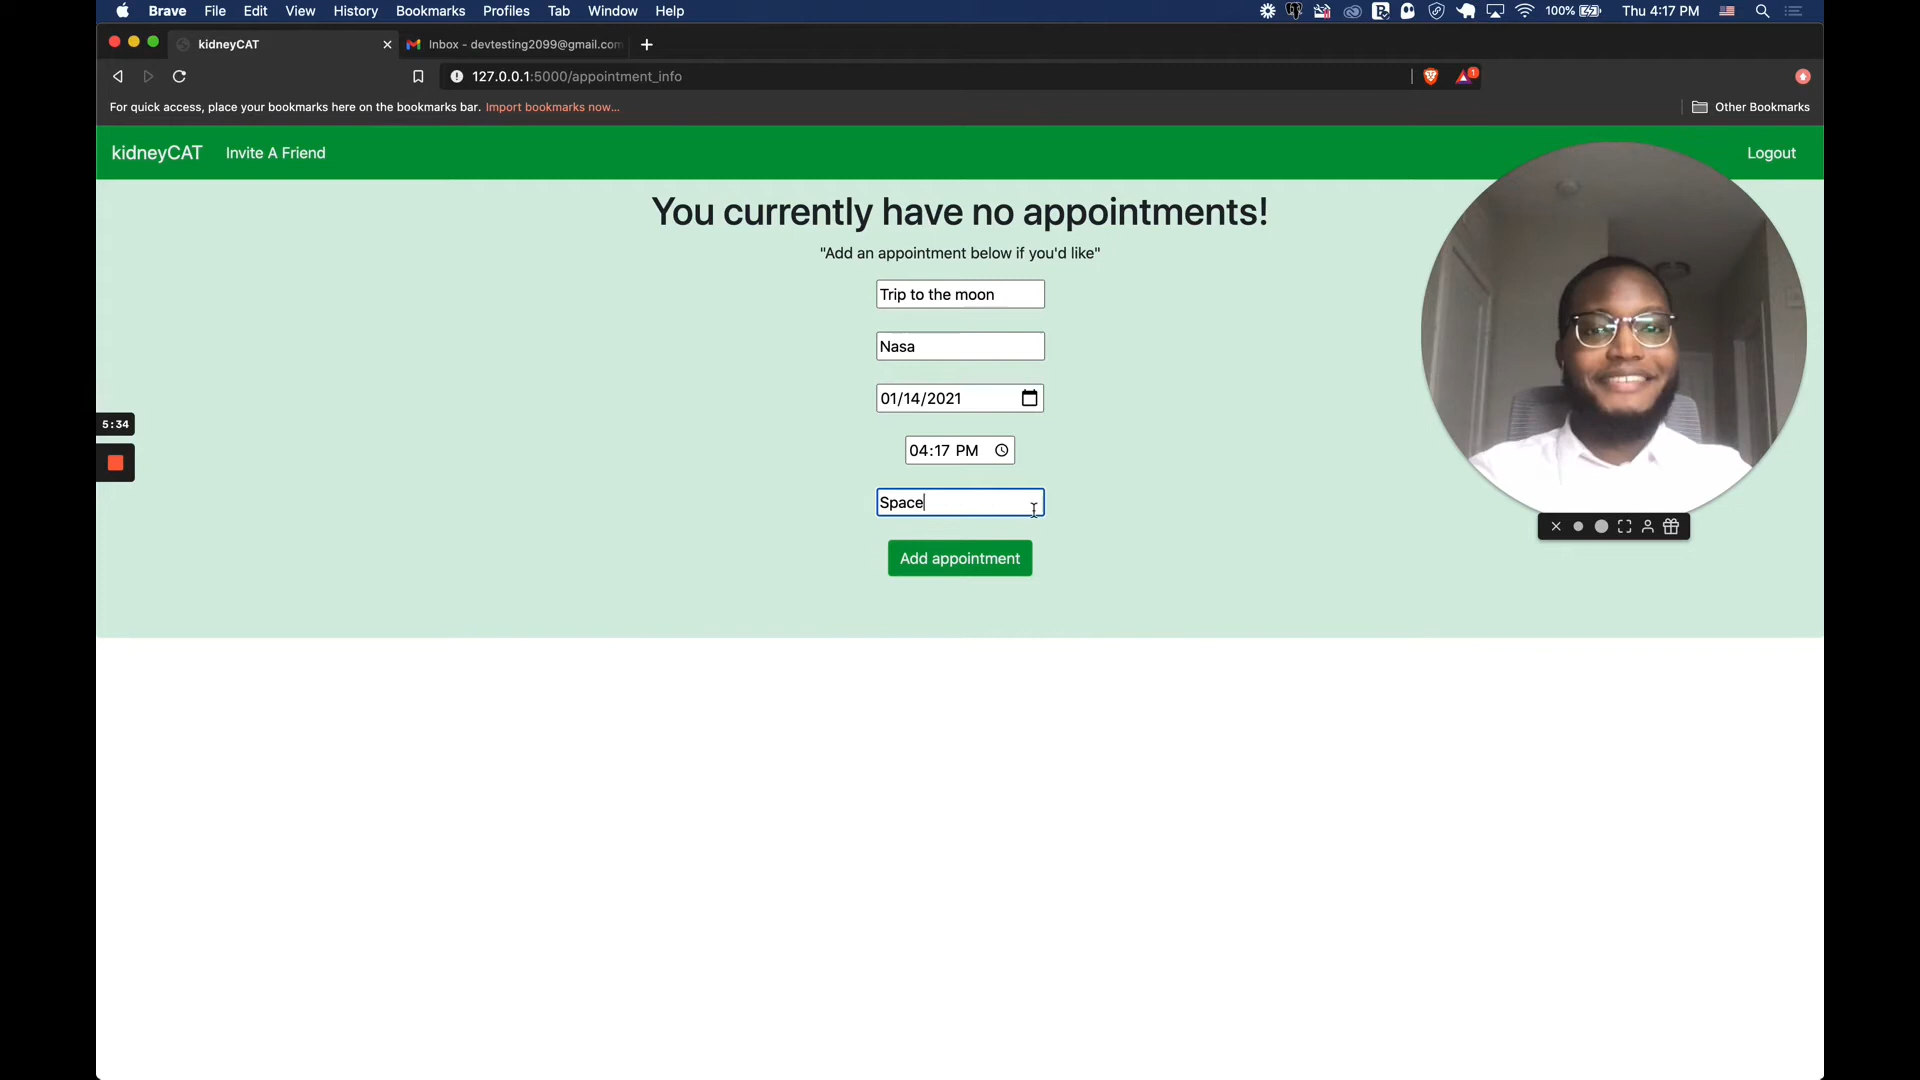 Brave File Edit View History Bookmarks Profiles Tab Window Help 100% Thu 4:17 PM
kidneyCAT Inbox - devtesting2099@gmail.com
127.0.0.1:5000/appointment_info 1
For quick access, place your bookmarks here on the bookmarks bar. Import bookmarks now... Other Bookmarks
kidneyCAT Invite A Friend Logout
You currently have no appointments!
"Add an appointment below if you'd like"
Trip to the moon
Nasa
01/14/2021
5:34
04:17 PM
Space
Add appointment